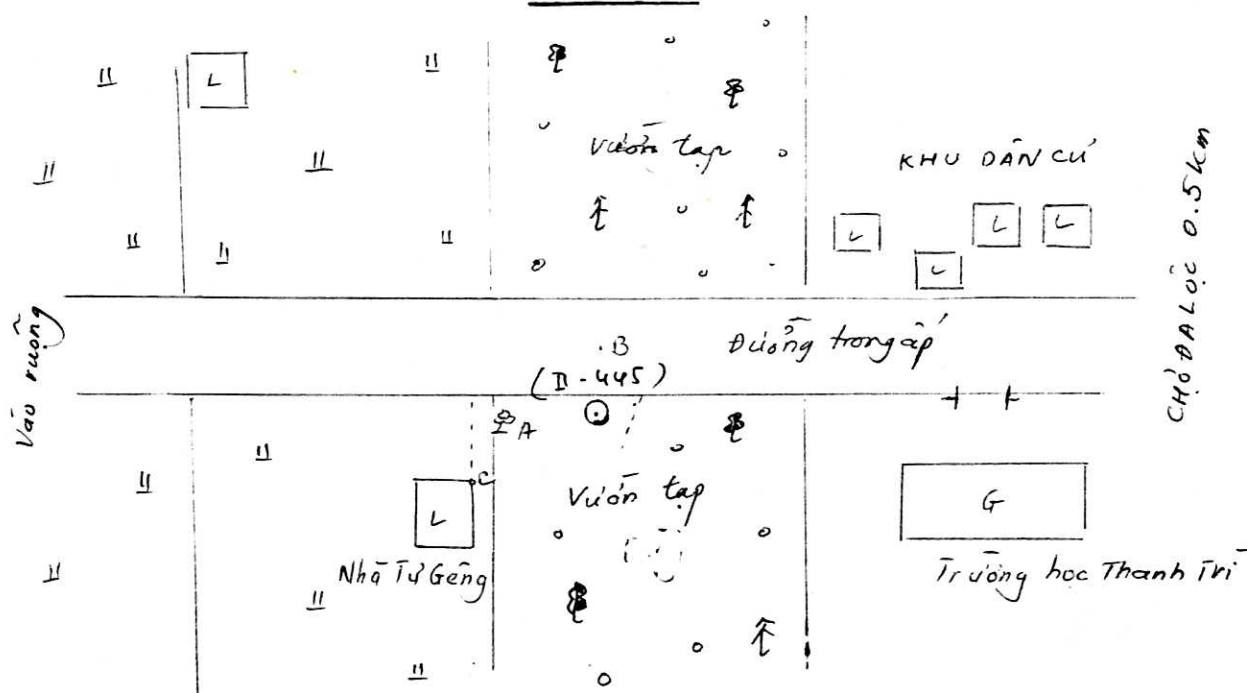 L
Vườn tạp
KHU DÂN CƯ
L
L
L
L
CHỢ ĐA LỘC 0.5km
Vào ruộng
.B
Đường trong ấp
(II-445)
A
C
L
Vườn tạp
G
Nhà Tư Gềng
Trường học Thanh Trì